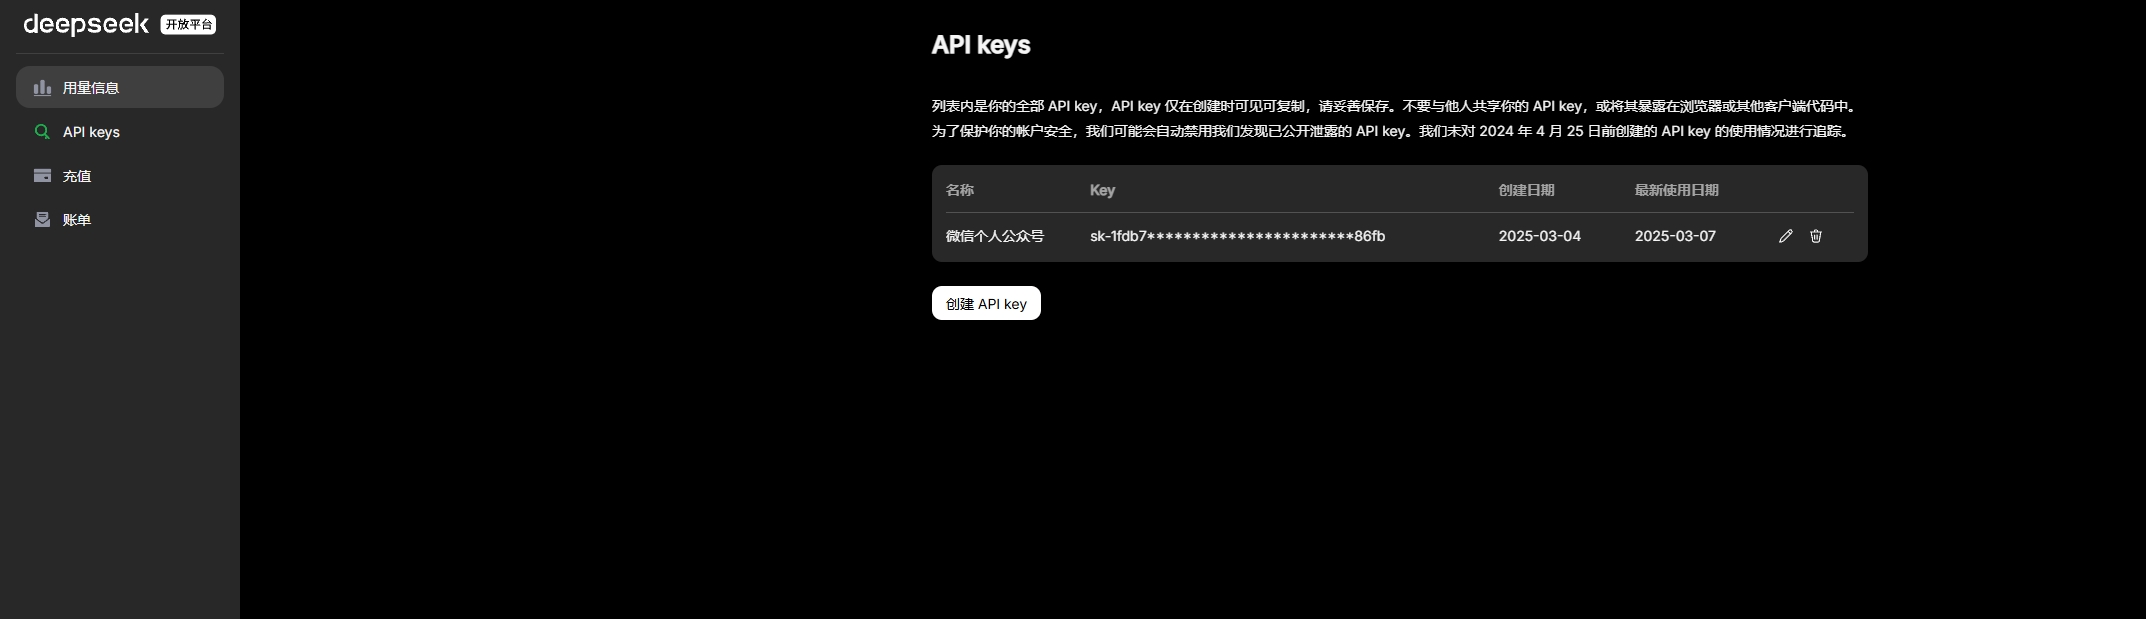 deepseek 开放平台
用量信息
API keys
充值
账单
API keys
列表内是你的全部 API key，API key 仅在创建时可见可复制，请妥善保存。不要与他人共享你的 API key，或将其暴露在浏览器或其他客户端代码中。
为了保护你的帐户安全，我们可能会自动禁用我们发现已公开泄露的 API key。我们未对 2024 年 4 月 25 日前创建的 API key 的使用情况进行追踪。
名称 Key 创建日期 最新使用日期
微信个人公众号 sk-1fdb7***********************86fb 2025-03-04 2025-03-07
创建 API key